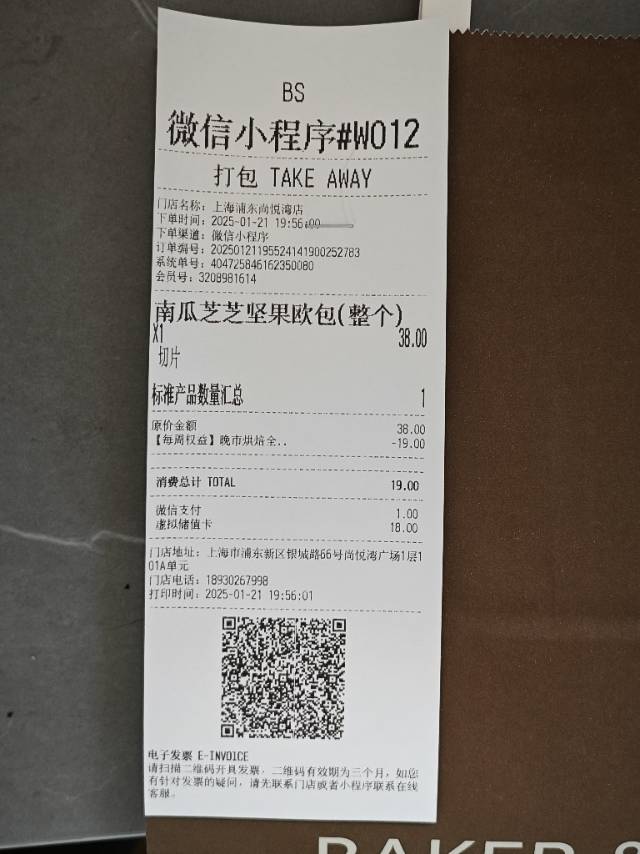 BS
微信小程序#W012
打包 TAKE AWAY
门店名称: 上海浦东尚悦湾店
下单时间: 2025-01-21 19:56:00
下单渠道: 微信小程序
订单编号: 20250121195524141900252783
系统单号: 404725846162350080
会员号: 3208981614
南瓜芝芝坚果欧包(整个)
X1 38.00
切片
标准产品数量汇总 1
原价金额 38.00
【每周权益】晚市烘焙全.. -19.00
消费总计 TOTAL 19.00
微信支付 1.00
虚拟储值卡 18.00
门店地址: 上海市浦东新区银城路66号尚悦湾广场1层1
01A单元
门店电话: 18930267998
打印时间: 2025-01-21 19:56:01
电子发票 E-INVOICE
请扫描二维码开具发票, 二维码有效期为三个月, 如您
有针对发票的疑问, 请先联系门店或者小程序联系在线
客服。
BAKER &